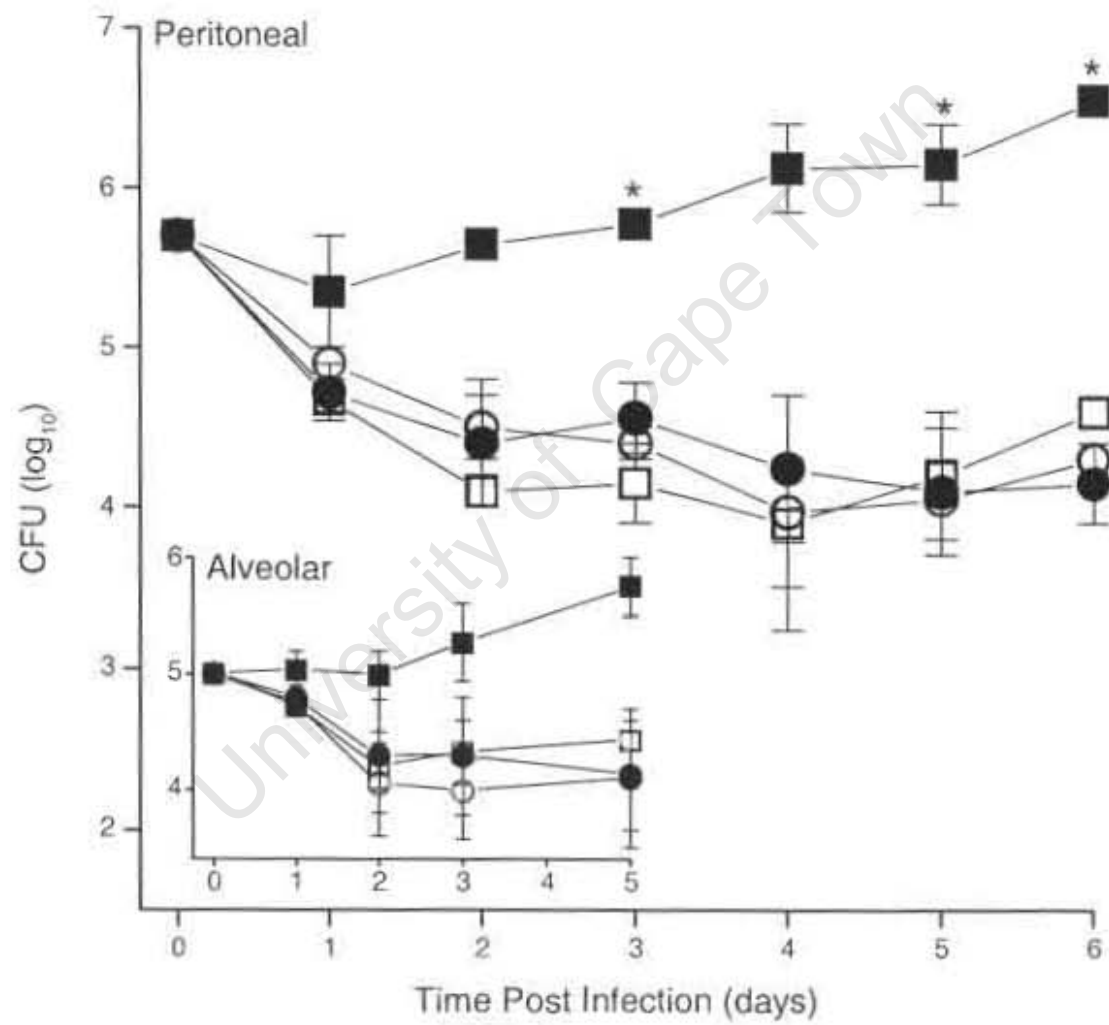 7
Peritoneal
*
*
*
6
5
4
3
2
CFU (log₁₀)
6
Alveolar
5
4
0 1 2 3 4 5
0 1 2 3 4 5 6
Time Post Infection (days)
University of Cape Town